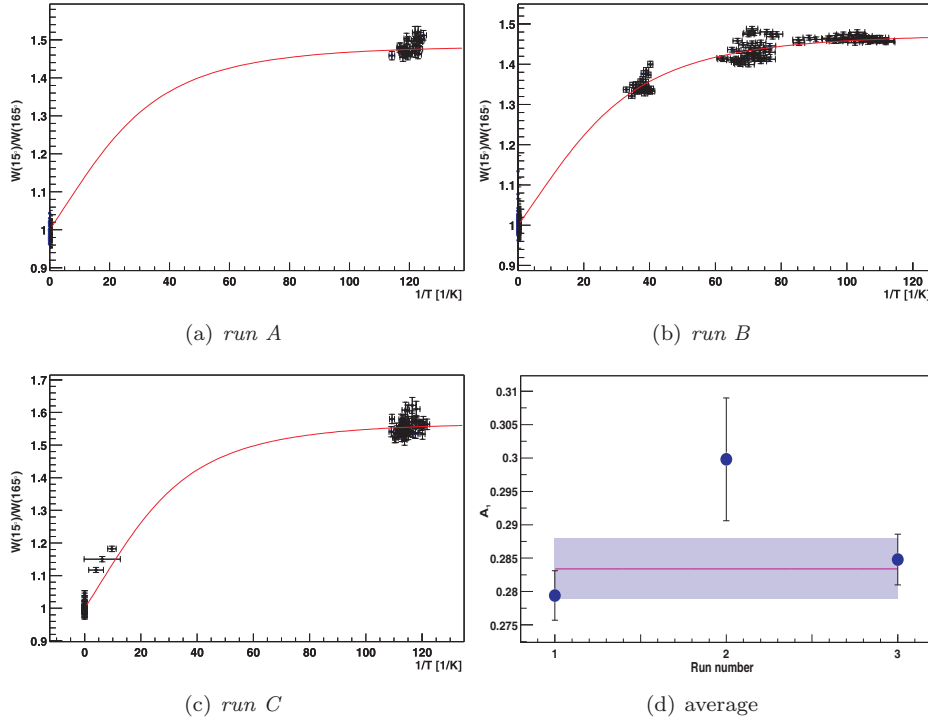 1.5
1.4
1.3
1.2
1.1
1
0.9
W(15◦)/W(165◦)
0 20 40 60 80 100 120
1/T [1/K]
(a) run A
1.5
1.4
1.3
1.2
1.1
1
0.9
W(15◦)/W(165◦)
0 20 40 60 80 100 120
1/T [1/K]
(b) run B
1.7
1.6
1.5
1.4
1.3
1.2
1.1
1
0.9
W(15◦)/W(165◦)
0 20 40 60 80 100 120
1/T [1/K]
(c) run C
0.31
0.305
0.3
0.295
0.29
0.285
0.28
0.275
A₁
1 2 3
Run number
(d) average